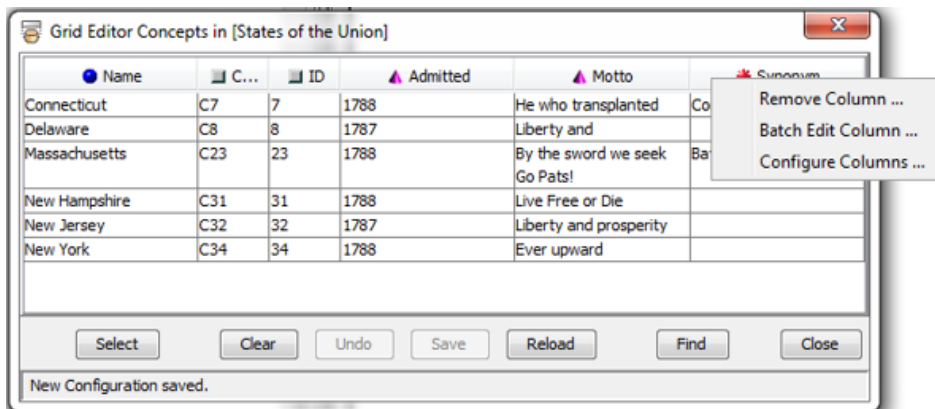 Grid Editor Concepts in [States of the Union]
Name C... ID Admitted Motto Synonym
Connecticut C7 7 1788 He who transplanted Co
Delaware C8 8 1787 Liberty and
Massachusetts C23 23 1788 By the sword we seek Ba
Go Pats!
New Hampshire C31 31 1788 Live Free or Die
New Jersey C32 32 1787 Liberty and prosperity
New York C34 34 1788 Ever upward
Remove Column ...
Batch Edit Column ...
Configure Columns ...
Select Clear Undo Save Reload Find Close
New Configuration saved.